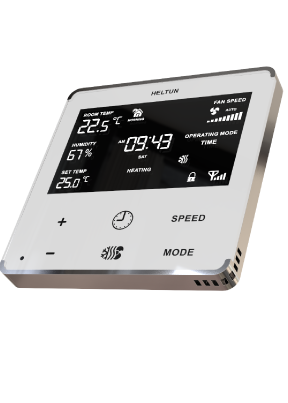 HELTUN
ROOM TEMP
22.5 °C
MORNING
FAN SPEED
AUTO
HUMIDITY
67 %
AM 09:43
SAT
OPERATING MODE
TIME
SET TEMP
25.0 °C
HEATING
+
SPEED
−
MODE